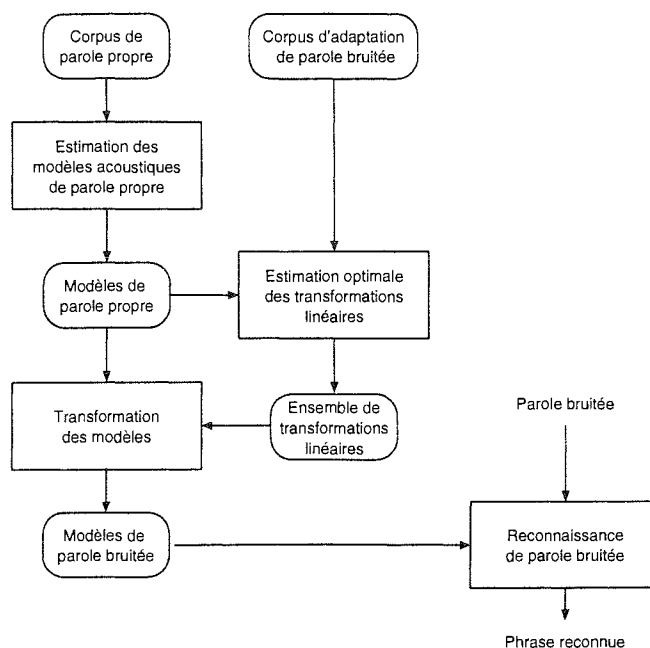 Corpus de
parole propre
Corpus d'adaptation
de parole bruitée
Estimation des
modèles acoustiques
de parole propre
Modèles de
parole propre
Estimation optimale
des transformations
linéaires
Transformation
des modèles
Ensemble de
transformations
linéaires
Parole bruitée
Modèles de
parole bruitée
Reconnaissance
de parole bruitée
Phrase reconnue